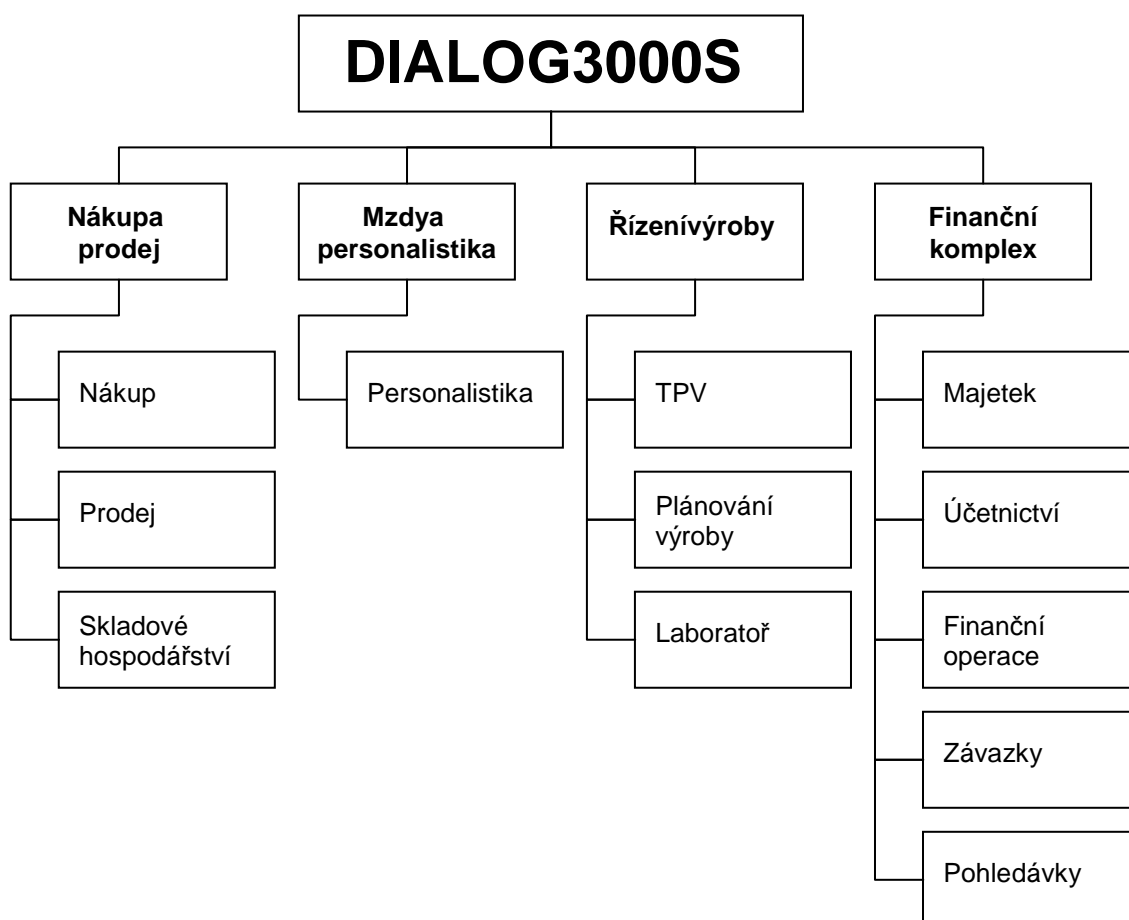 DIALOG3000S
Nákupa
prodej
Mzdya
personalistika
Řízenívýroby
Finanční
komplex
Nákup
Prodej
Skladové
hospodářství
Personalistika
TPV
Plánování
výroby
Laboratoř
Majetek
Účetnictví
Finanční
operace
Závazky
Pohledávky